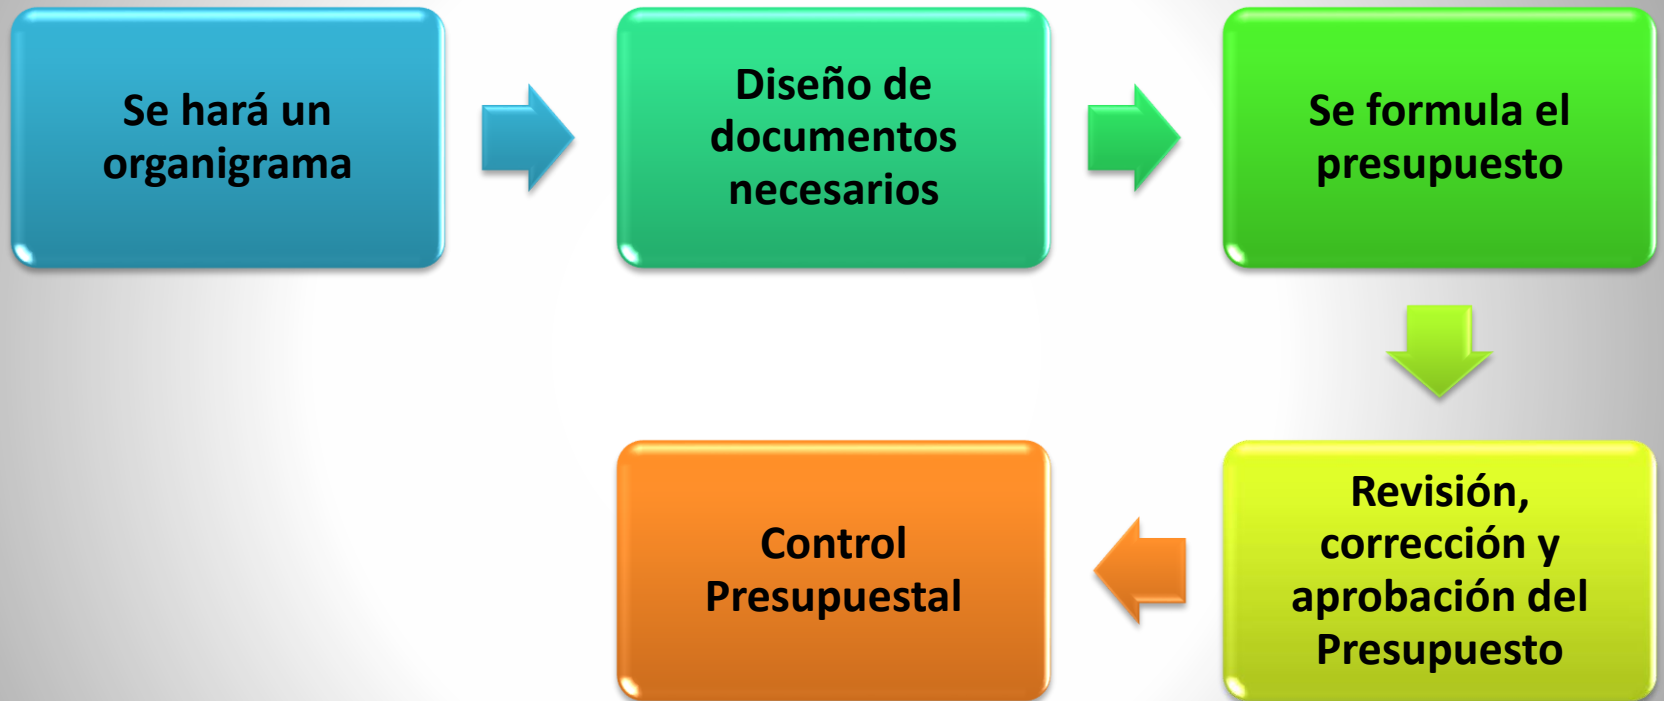 Se hará un
organigrama
Diseño de
documentos
necesarios
Se formula el
presupuesto
Revisión,
corrección y
aprobación del
Presupuesto
Control
Presupuestal